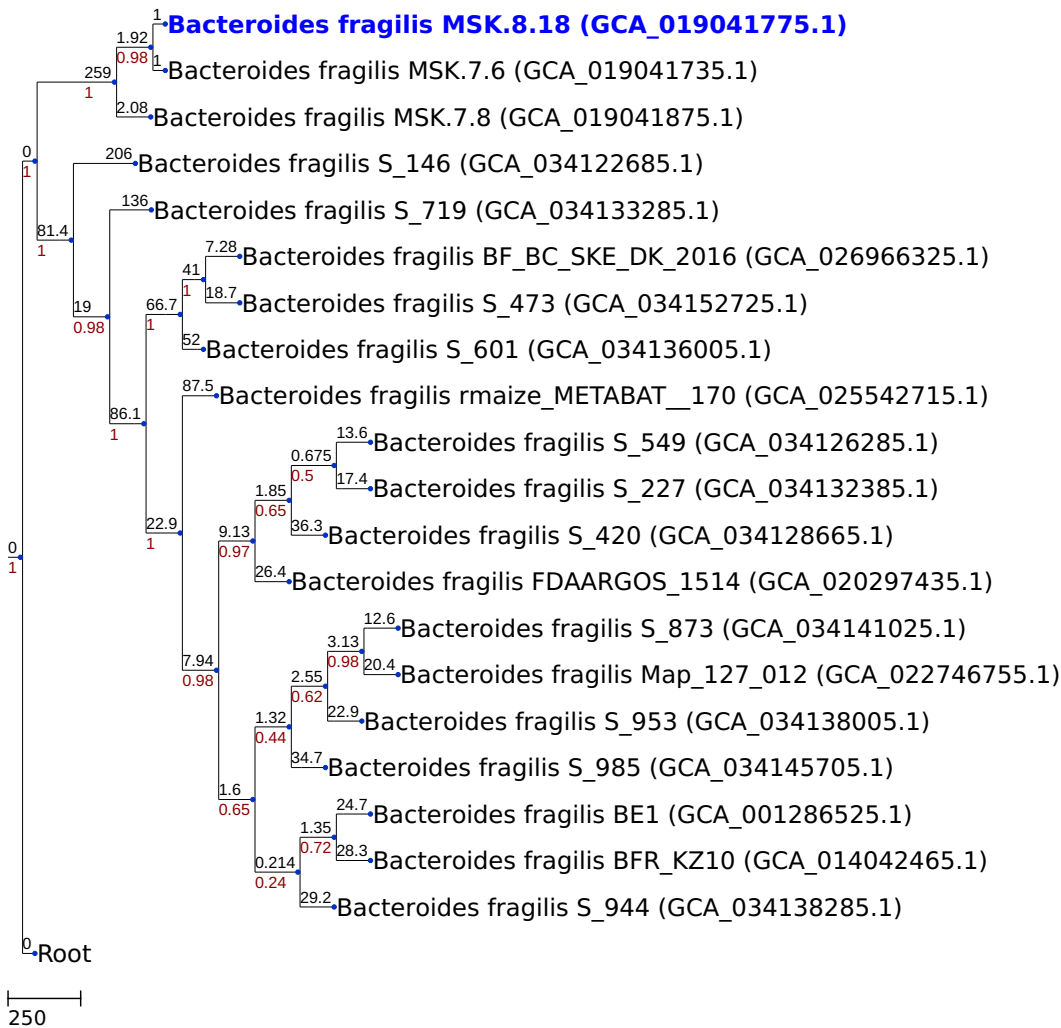 1
Bacteroides fragilis MSK.8.18 (GCA_019041775.1)
1.92
0.98
1
Bacteroides fragilis MSK.7.6 (GCA_019041735.1)
259
1
2.08
Bacteroides fragilis MSK.7.8 (GCA_019041875.1)
0
1
206
Bacteroides fragilis S_146 (GCA_034122685.1)
136
Bacteroides fragilis S_719 (GCA_034133285.1)
81.4
1
7.28
Bacteroides fragilis BF_BC_SKE_DK_2016 (GCA_026966325.1)
41
1
18.7
Bacteroides fragilis S_473 (GCA_034152725.1)
19
0.98
66.7
1
52
Bacteroides fragilis S_601 (GCA_034136005.1)
87.5
Bacteroides fragilis rmaize_METABAT__170 (GCA_025542715.1)
86.1
1
13.6
Bacteroides fragilis S_549 (GCA_034126285.1)
0.675
0.5
17.4
Bacteroides fragilis S_227 (GCA_034132385.1)
1.85
0.65
36.3
Bacteroides fragilis S_420 (GCA_034128665.1)
22.9
1
9.13
0.97
26.4
Bacteroides fragilis FDAARGOS_1514 (GCA_020297435.1)
0
1
12.6
Bacteroides fragilis S_873 (GCA_034141025.1)
3.13
0.98
20.4
Bacteroides fragilis Map_127_012 (GCA_022746755.1)
7.94
0.98
2.55
0.62
22.9
Bacteroides fragilis S_953 (GCA_034138005.1)
1.32
0.44
34.7
Bacteroides fragilis S_985 (GCA_034145705.1)
1.6
0.65
24.7
Bacteroides fragilis BE1 (GCA_001286525.1)
1.35
0.72
28.3
Bacteroides fragilis BFR_KZ10 (GCA_014042465.1)
0.214
0.24
29.2
Bacteroides fragilis S_944 (GCA_034138285.1)
0
Root
250